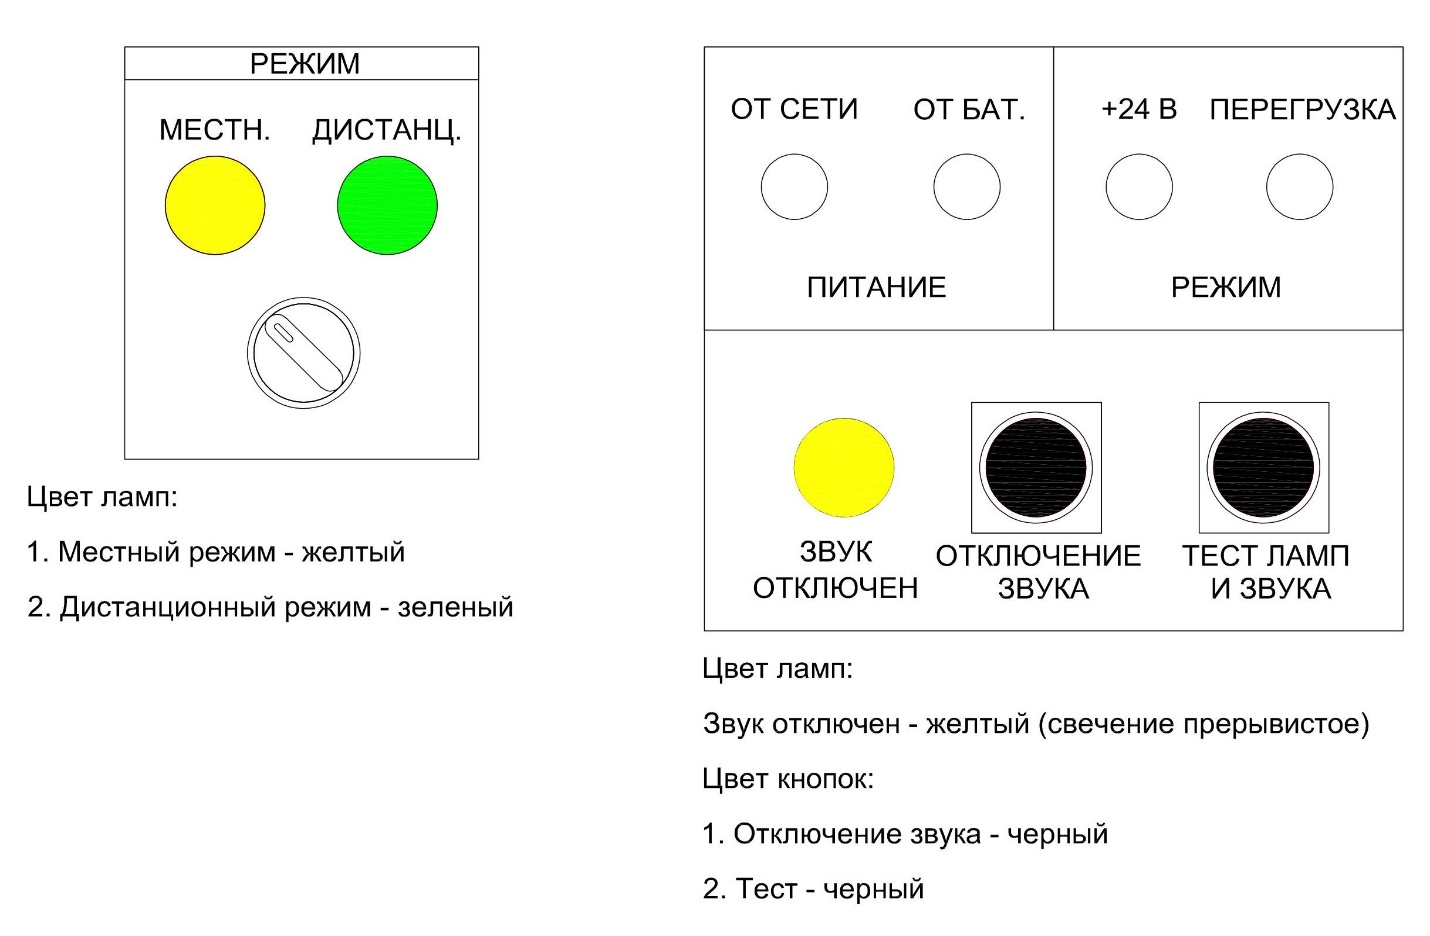 РЕЖИМ
МЕСТН. ДИСТАНЦ.
Цвет ламп:
1. Местный режим - желтый
2. Дистанционный режим - зеленый
ОТ СЕТИ ОТ БАТ.
ПИТАНИЕ
+24 В ПЕРЕГРУЗКА
РЕЖИМ
ЗВУК
ОТКЛЮЧЕН
ОТКЛЮЧЕНИЕ
ЗВУКА
ТЕСТ ЛАМП
И ЗВУКА
Цвет ламп:
Звук отключен - желтый (свечение прерывистое)
Цвет кнопок:
1. Отключение звука - черный
2. Тест - черный